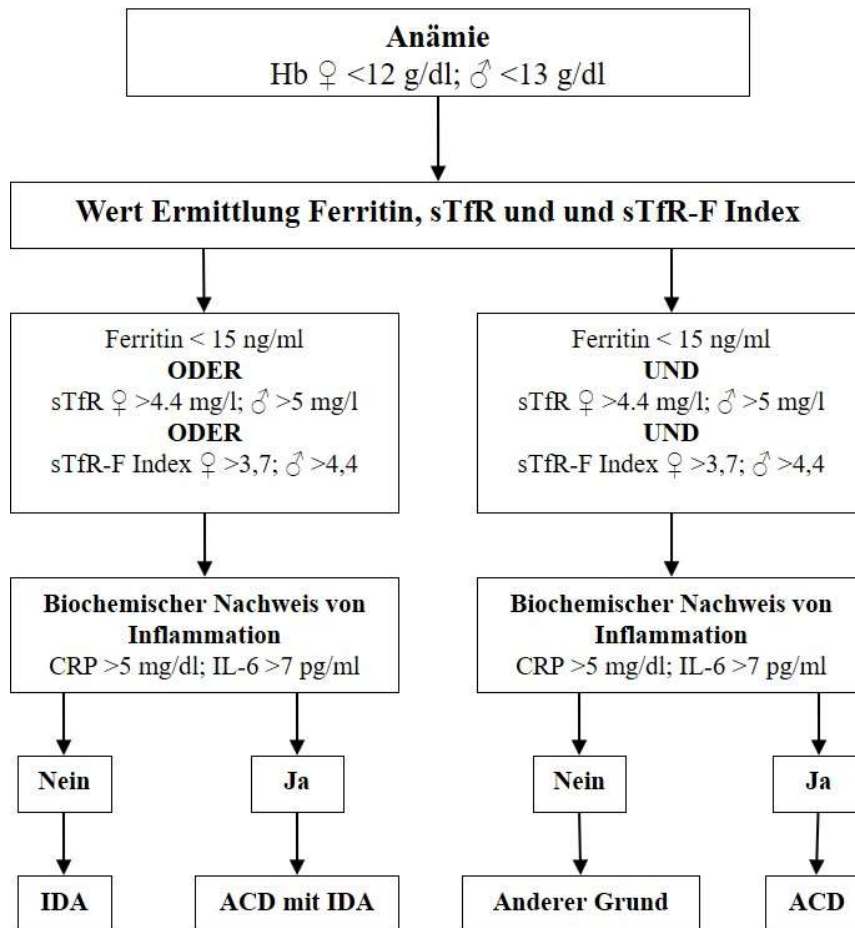 Anämie
Hb ♀ <12 g/dl; ♂ <13 g/dl
Wert Ermittlung Ferritin, sTfR und und sTfR-F Index
Ferritin < 15 ng/ml
ODER
sTfR ♀ >4.4 mg/l; ♂ >5 mg/l
ODER
sTfR-F Index ♀ >3,7; ♂ >4,4
Ferritin < 15 ng/ml
UND
sTfR ♀ >4.4 mg/l; ♂ >5 mg/l
UND
sTfR-F Index ♀ >3,7; ♂ >4,4
Biochemischer Nachweis von
Inflammation
CRP >5 mg/dl; IL-6 >7 pg/ml
Biochemischer Nachweis von
Inflammation
CRP >5 mg/dl; IL-6 >7 pg/ml
Nein
Ja
Nein
Ja
IDA
ACD mit IDA
Anderer Grund
ACD